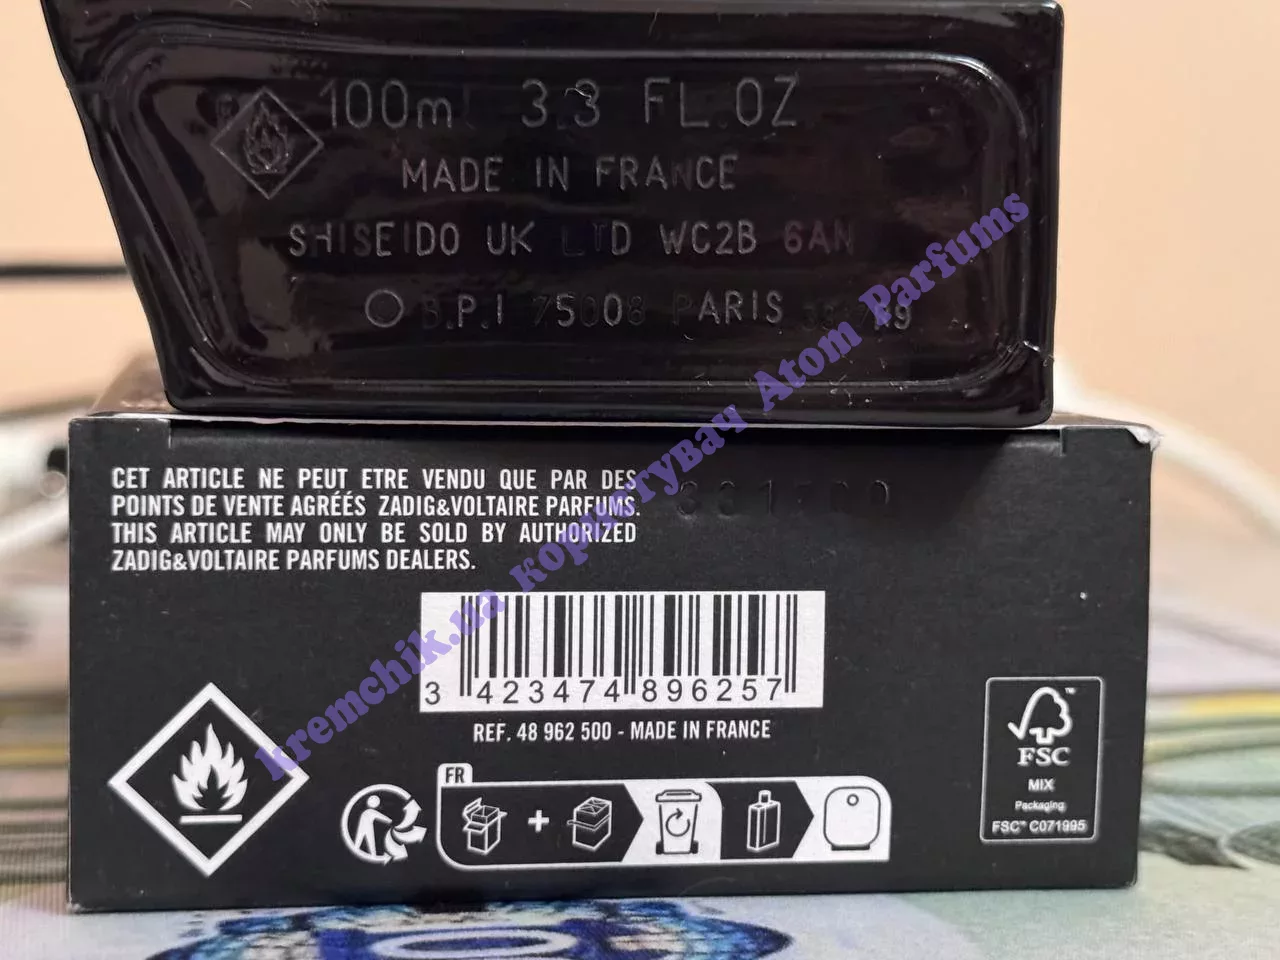 100ml 3.3 FL.OZ
MADE IN FRANCE
SHISEIDO UK LTD WC2B 6AN
B.P.I 75008 PARIS
CET ARTICLE NE PEUT ETRE VENDU QUE PAR DES
POINTS DE VENTE AGRÉÉS ZADIG&VOLTAIRE PARFUMS.
THIS ARTICLE MAY ONLY BE SOLD BY AUTHORIZED
ZADIG&VOLTAIRE PARFUMS DEALERS.
3 423474 896257
REF. 48 962 500 - MADE IN FRANCE
FR
+
FSC™
MIX
Packaging
FSC™ C071995
kremchik.ua користувач Atom Parfums